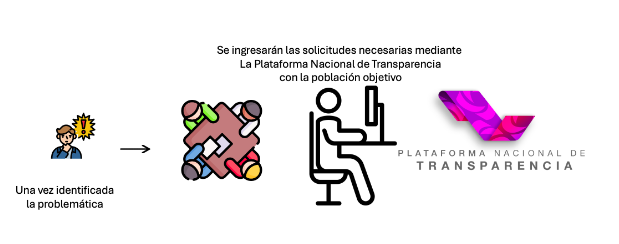 Se ingresarán las solicitudes necesarias mediante
La Plataforma Nacional de Transparencia
con la población objetivo
PLATAFORMA NACIONAL DE
TRANSPARENCIA
Una vez identificada
la problemática